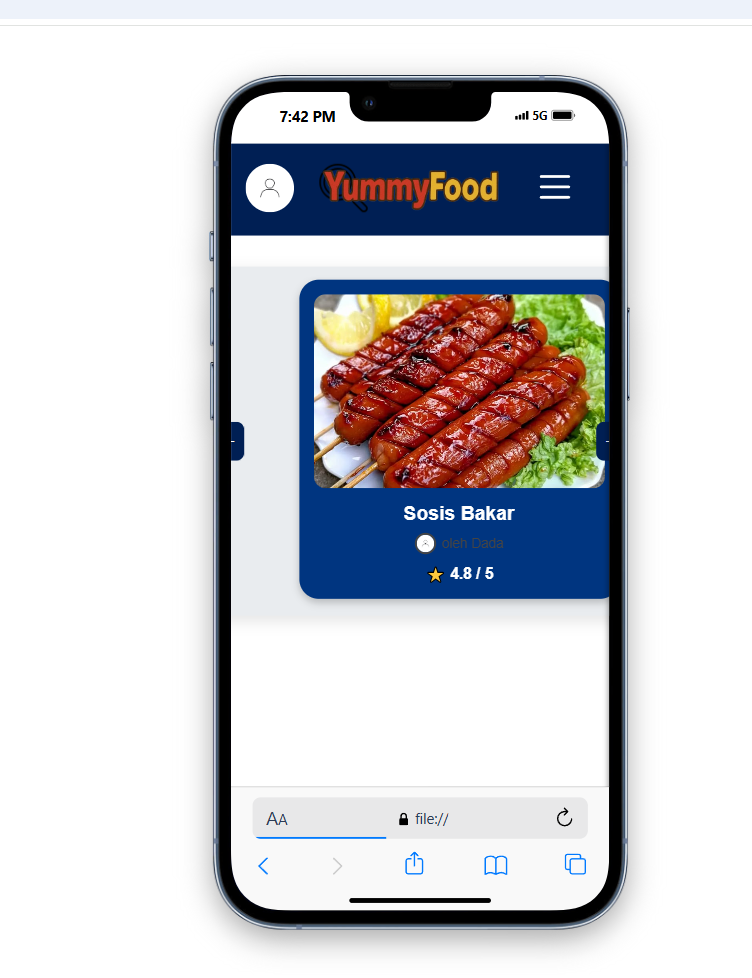 7:42 PM
5G
YummyFood
Sosis Bakar
oleh Dada
4.8 / 5
AA
file://